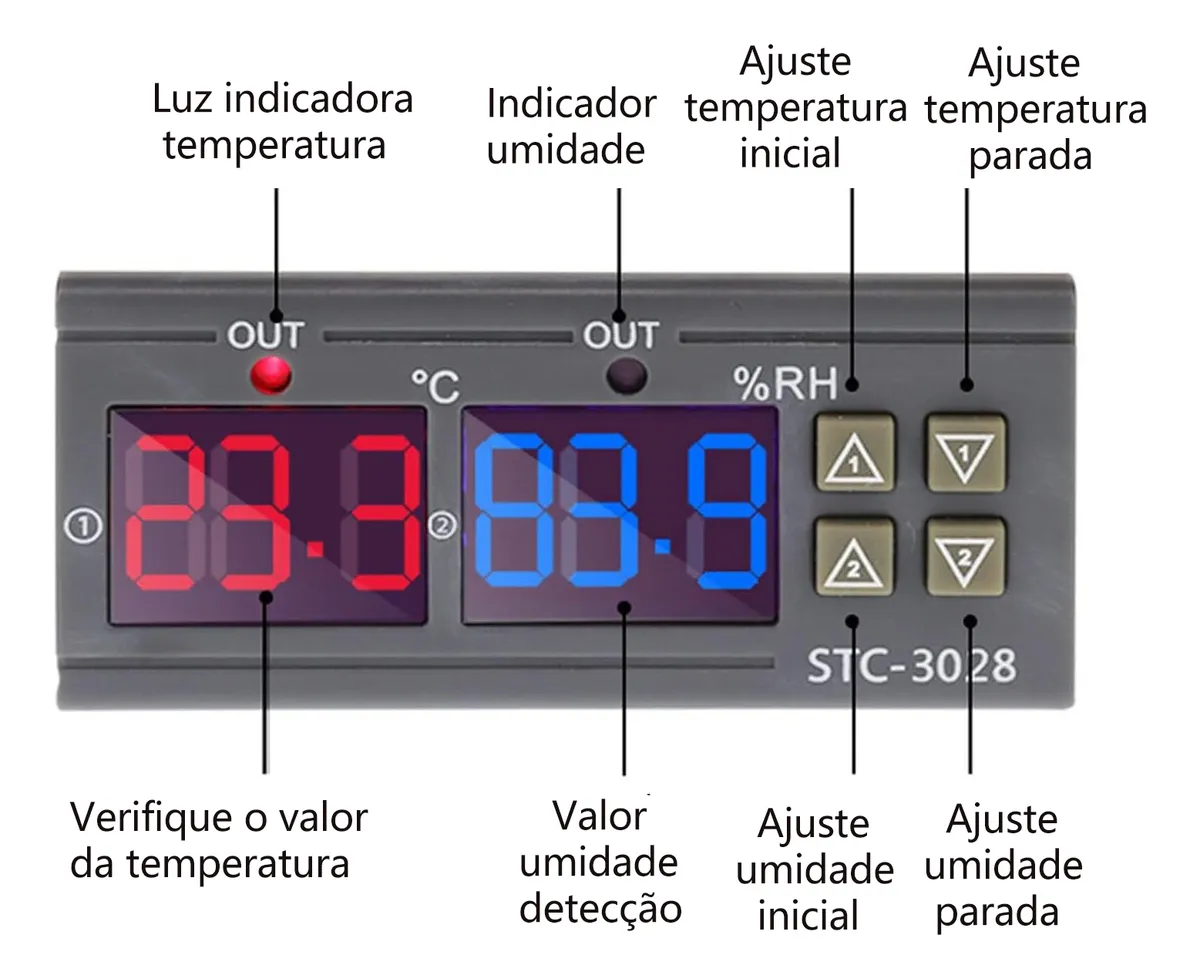 Luz indicadora
temperatura
Indicador
umidade
Ajuste
temperatura
inicial
Ajuste
temperatura
parada
OUT
OUT
°C
%RH
① 23.3
② 83.9
1
1
2
2
STC-3028
Verifique o valor
da temperatura
Valor
umidade
detecção
Ajuste
umidade
inicial
Ajuste
umidade
parada